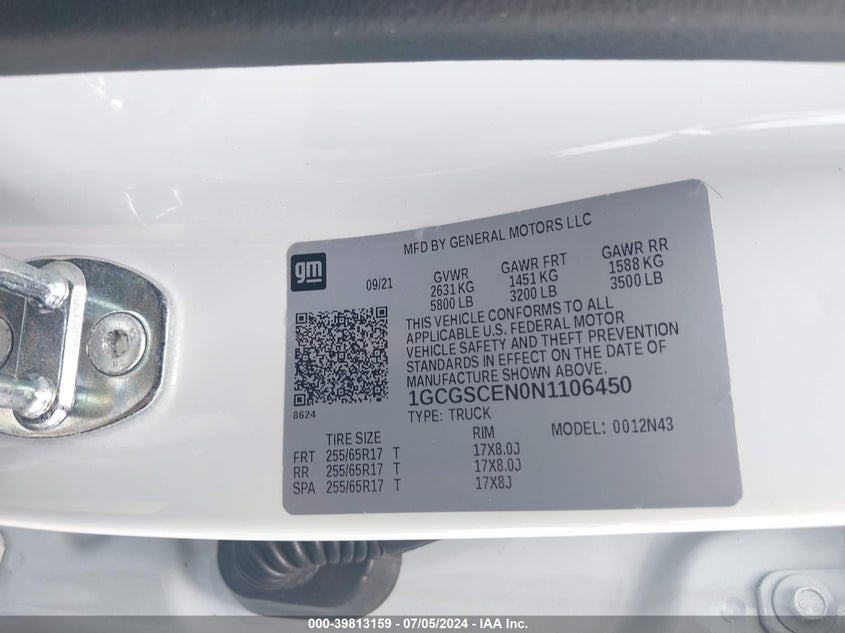 MFD BY GENERAL MOTORS LLC
gm
09/21
GVWR GAWR FRT GAWR RR
2631 KG 1451 KG 1588 KG
5800 LB 3200 LB 3500 LB
THIS VEHICLE CONFORMS TO ALL
APPLICABLE U.S. FEDERAL MOTOR
VEHICLE SAFETY AND THEFT PREVENTION
STANDARDS IN EFFECT ON THE DATE OF
MANUFACTURE SHOWN ABOVE.
8624
1GCGSCEN0N1106450
TYPE: TRUCK
MODEL: 0012N43
TIRE SIZE RIM
FRT 255/65R17 T 17X8.0J
RR 255/65R17 T 17X8.0J
SPA 255/65R17 T 17X8J
000-39813159 - 07/05/2024 - IAA Inc.